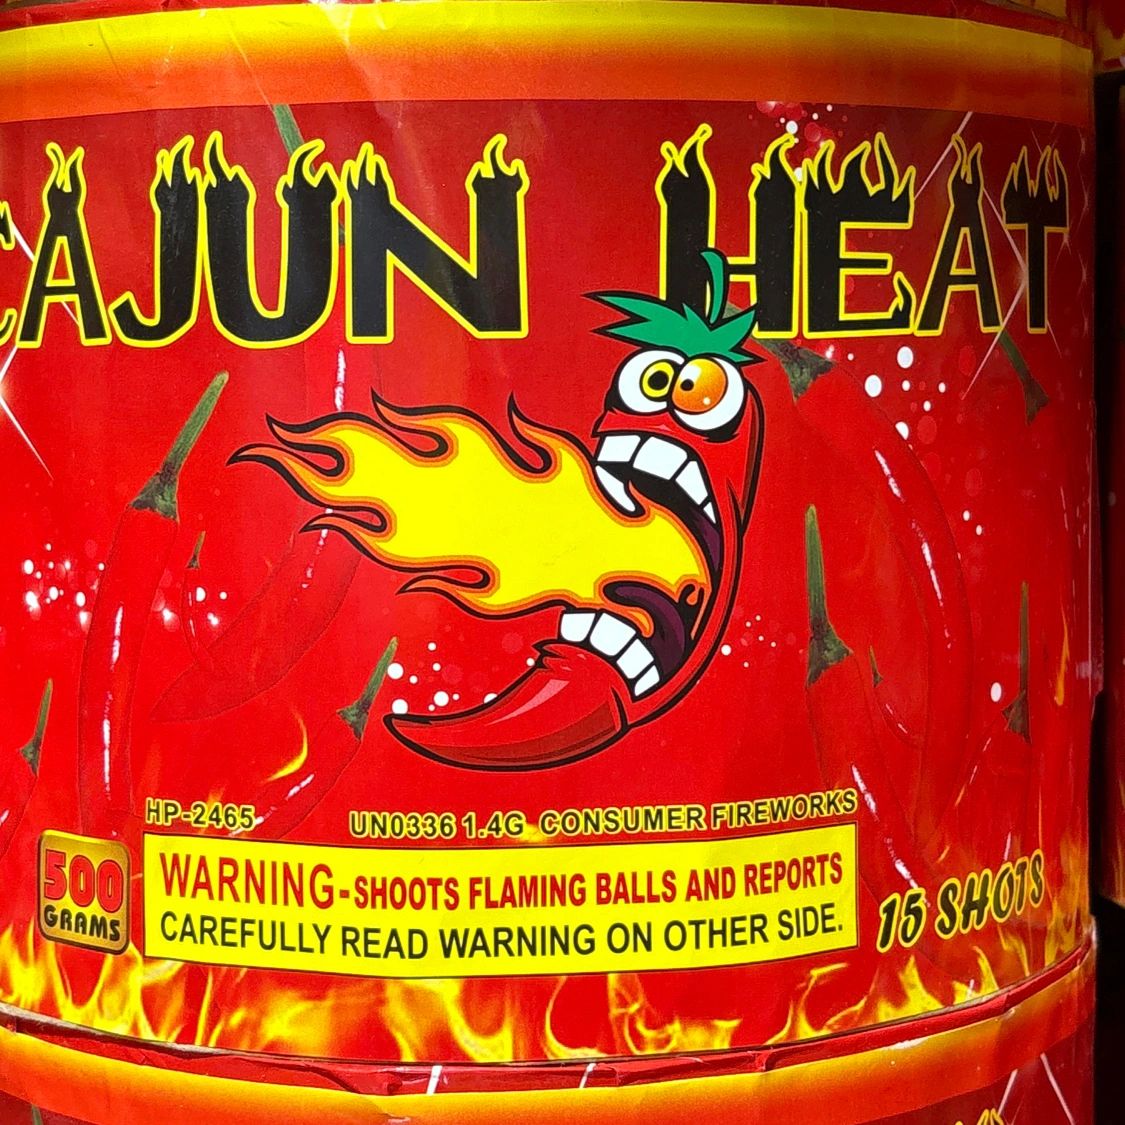 CAJUN HEAT
HP-2465
UN0336 1.4G CONSUMER FIREWORKS
500
GRAMS
WARNING-SHOOTS FLAMING BALLS AND REPORTS
CAREFULLY READ WARNING ON OTHER SIDE.
15 SHOTS